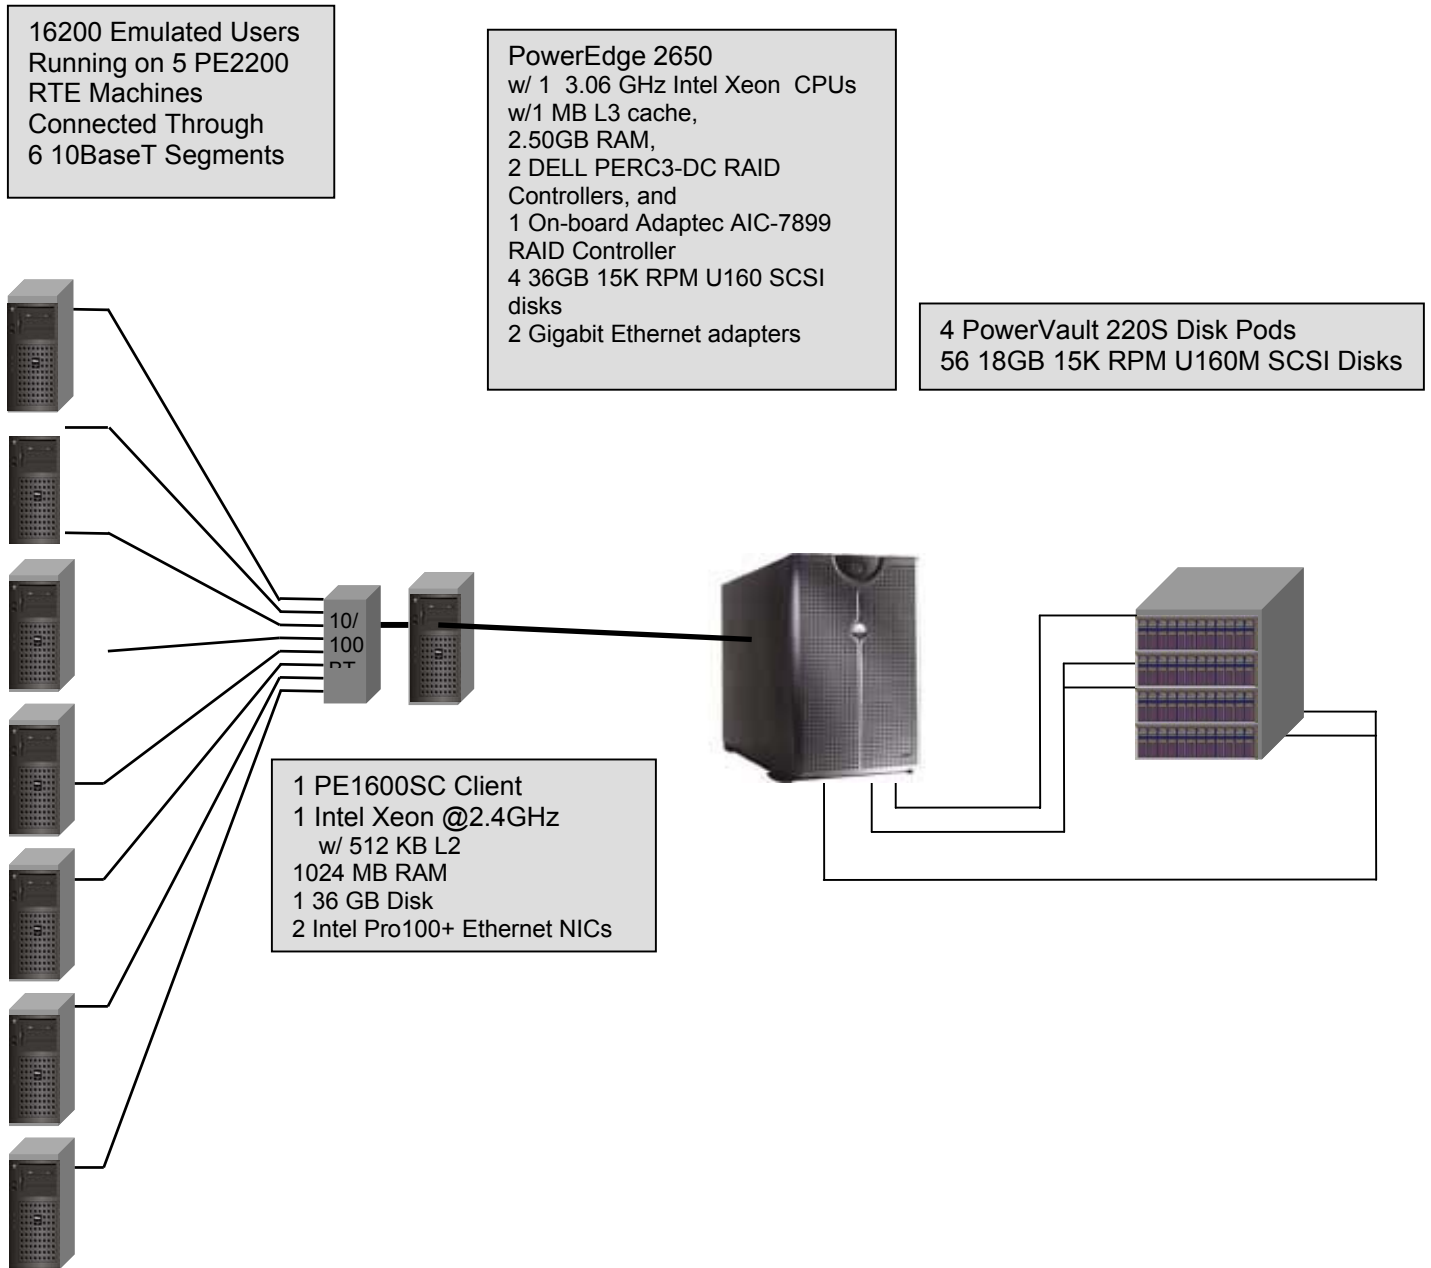 16200 Emulated Users
Running on 5 PE2200
RTE Machines
Connected Through
6 10BaseT Segments
PowerEdge 2650
w/ 1 3.06 GHz Intel Xeon CPUs
w/1 MB L3 cache,
2.50GB RAM,
2 DELL PERC3-DC RAID
Controllers, and
1 On-board Adaptec AIC-7899
RAID Controller
4 36GB 15K RPM U160 SCSI
disks
2 Gigabit Ethernet adapters
4 PowerVault 220S Disk Pods
56 18GB 15K RPM U160M SCSI Disks
10/
100
1 PE1600SC Client
1 Intel Xeon @2.4GHz
w/ 512 KB L2
1024 MB RAM
1 36 GB Disk
2 Intel Pro100+ Ethernet NICs